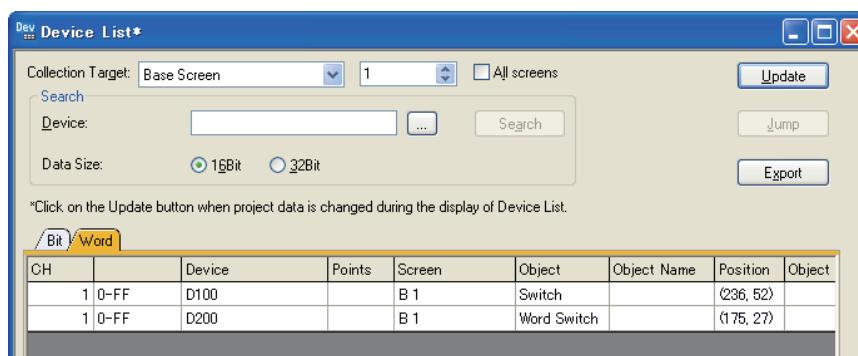 Dev Device List*
Collection Target: Base Screen 1 All screens Update
Search
Device: ... Search Jump
Data Size: 16Bit 32Bit Export
*Click on the Update button when project data is changed during the display of Device List.
Bit Word
CH Device Points Screen Object Object Name Position Object
1 0-FF D100 B 1 Switch (236, 52)
1 0-FF D200 B 1 Word Switch (175, 27)